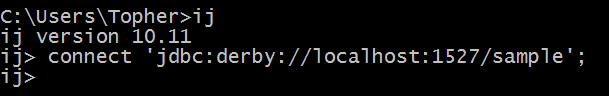 C:\Users\Topher>ij
ij version 10.11
ij> connect 'jdbc:derby://localhost:1527/sample';
ij>